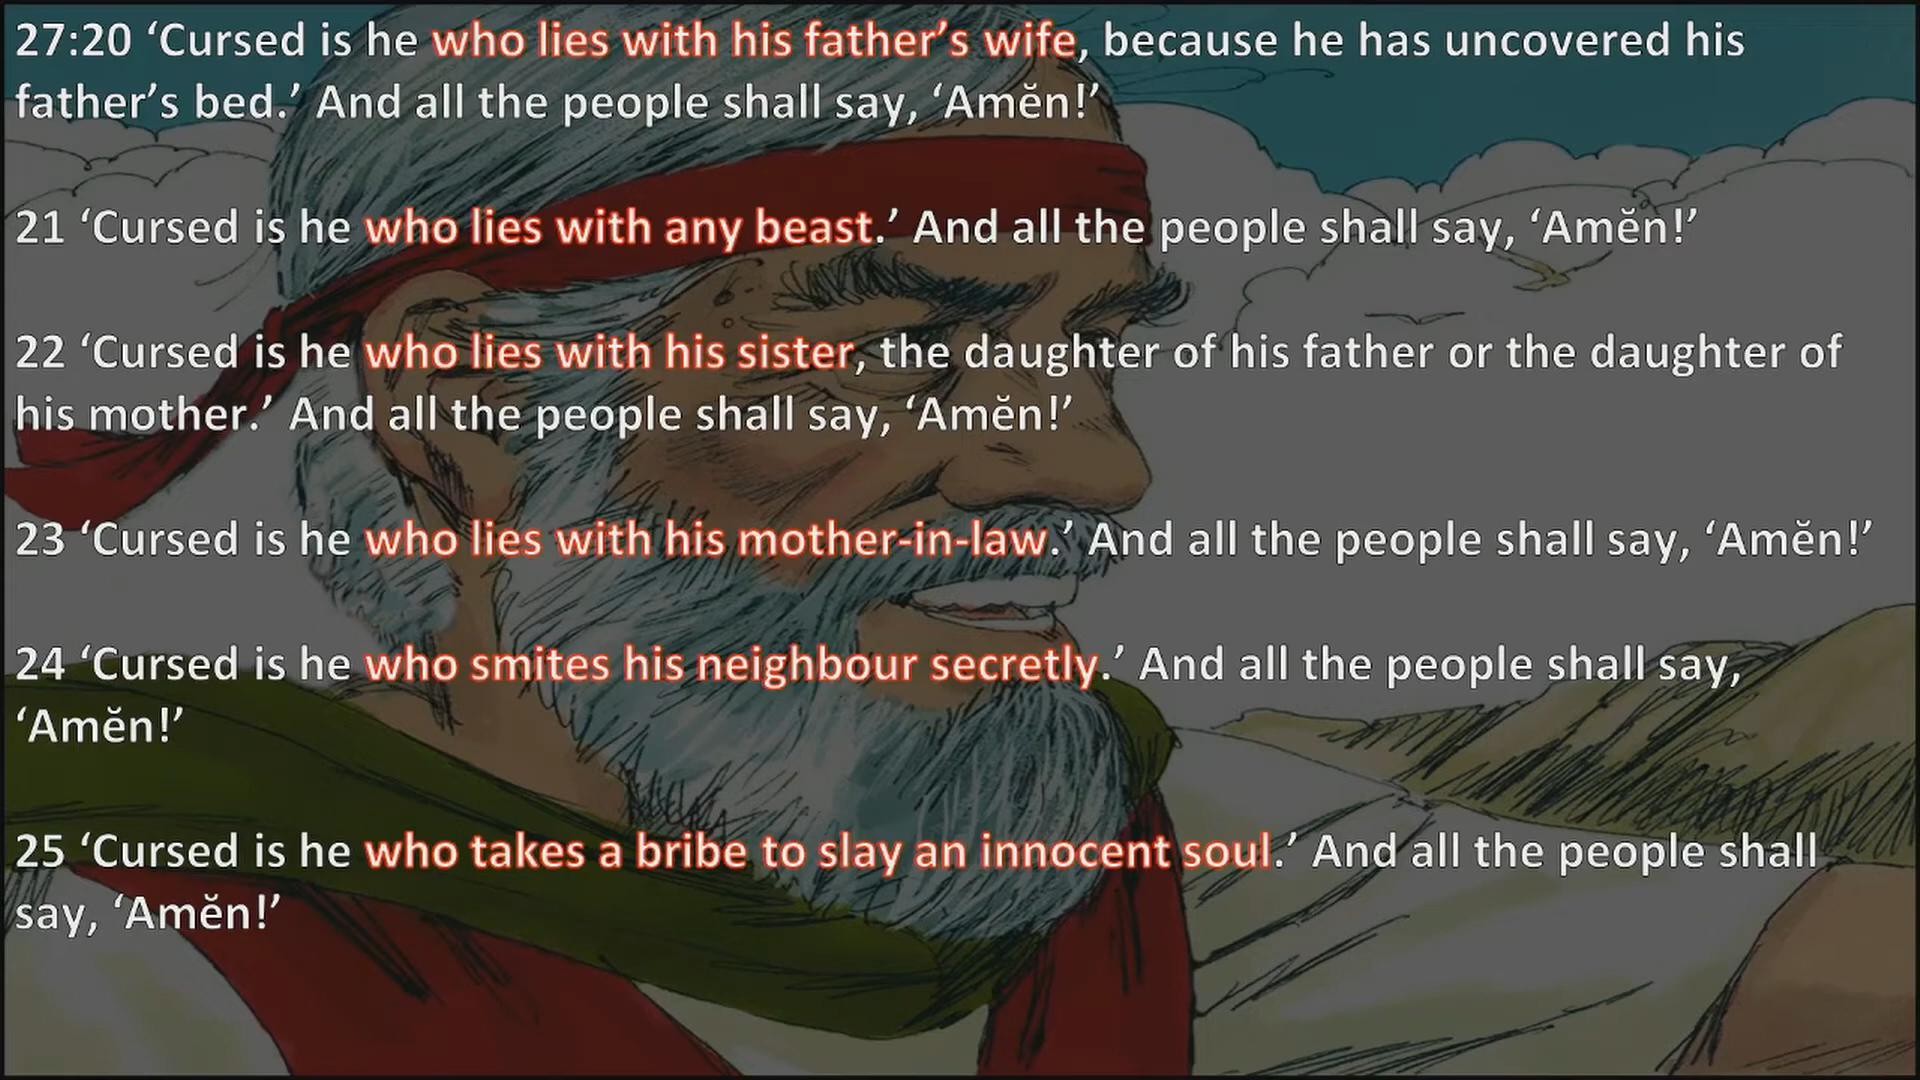 27:20 ‘Cursed is he who lies with his father’s wife, because he has uncovered his
father’s bed.’ And all the people shall say, ‘Amĕn!’
21 ‘Cursed is he who lies with any beast.’ And all the people shall say, ‘Amĕn!’
22 ‘Cursed is he who lies with his sister, the daughter of his father or the daughter of
his mother.’ And all the people shall say, ‘Amĕn!’
23 ‘Cursed is he who lies with his mother-in-law.’ And all the people shall say, ‘Amĕn!’
24 ‘Cursed is he who smites his neighbour secretly.’ And all the people shall say,
‘Amĕn!’
25 ‘Cursed is he who takes a bribe to slay an innocent soul.’ And all the people shall
say, ‘Amĕn!’